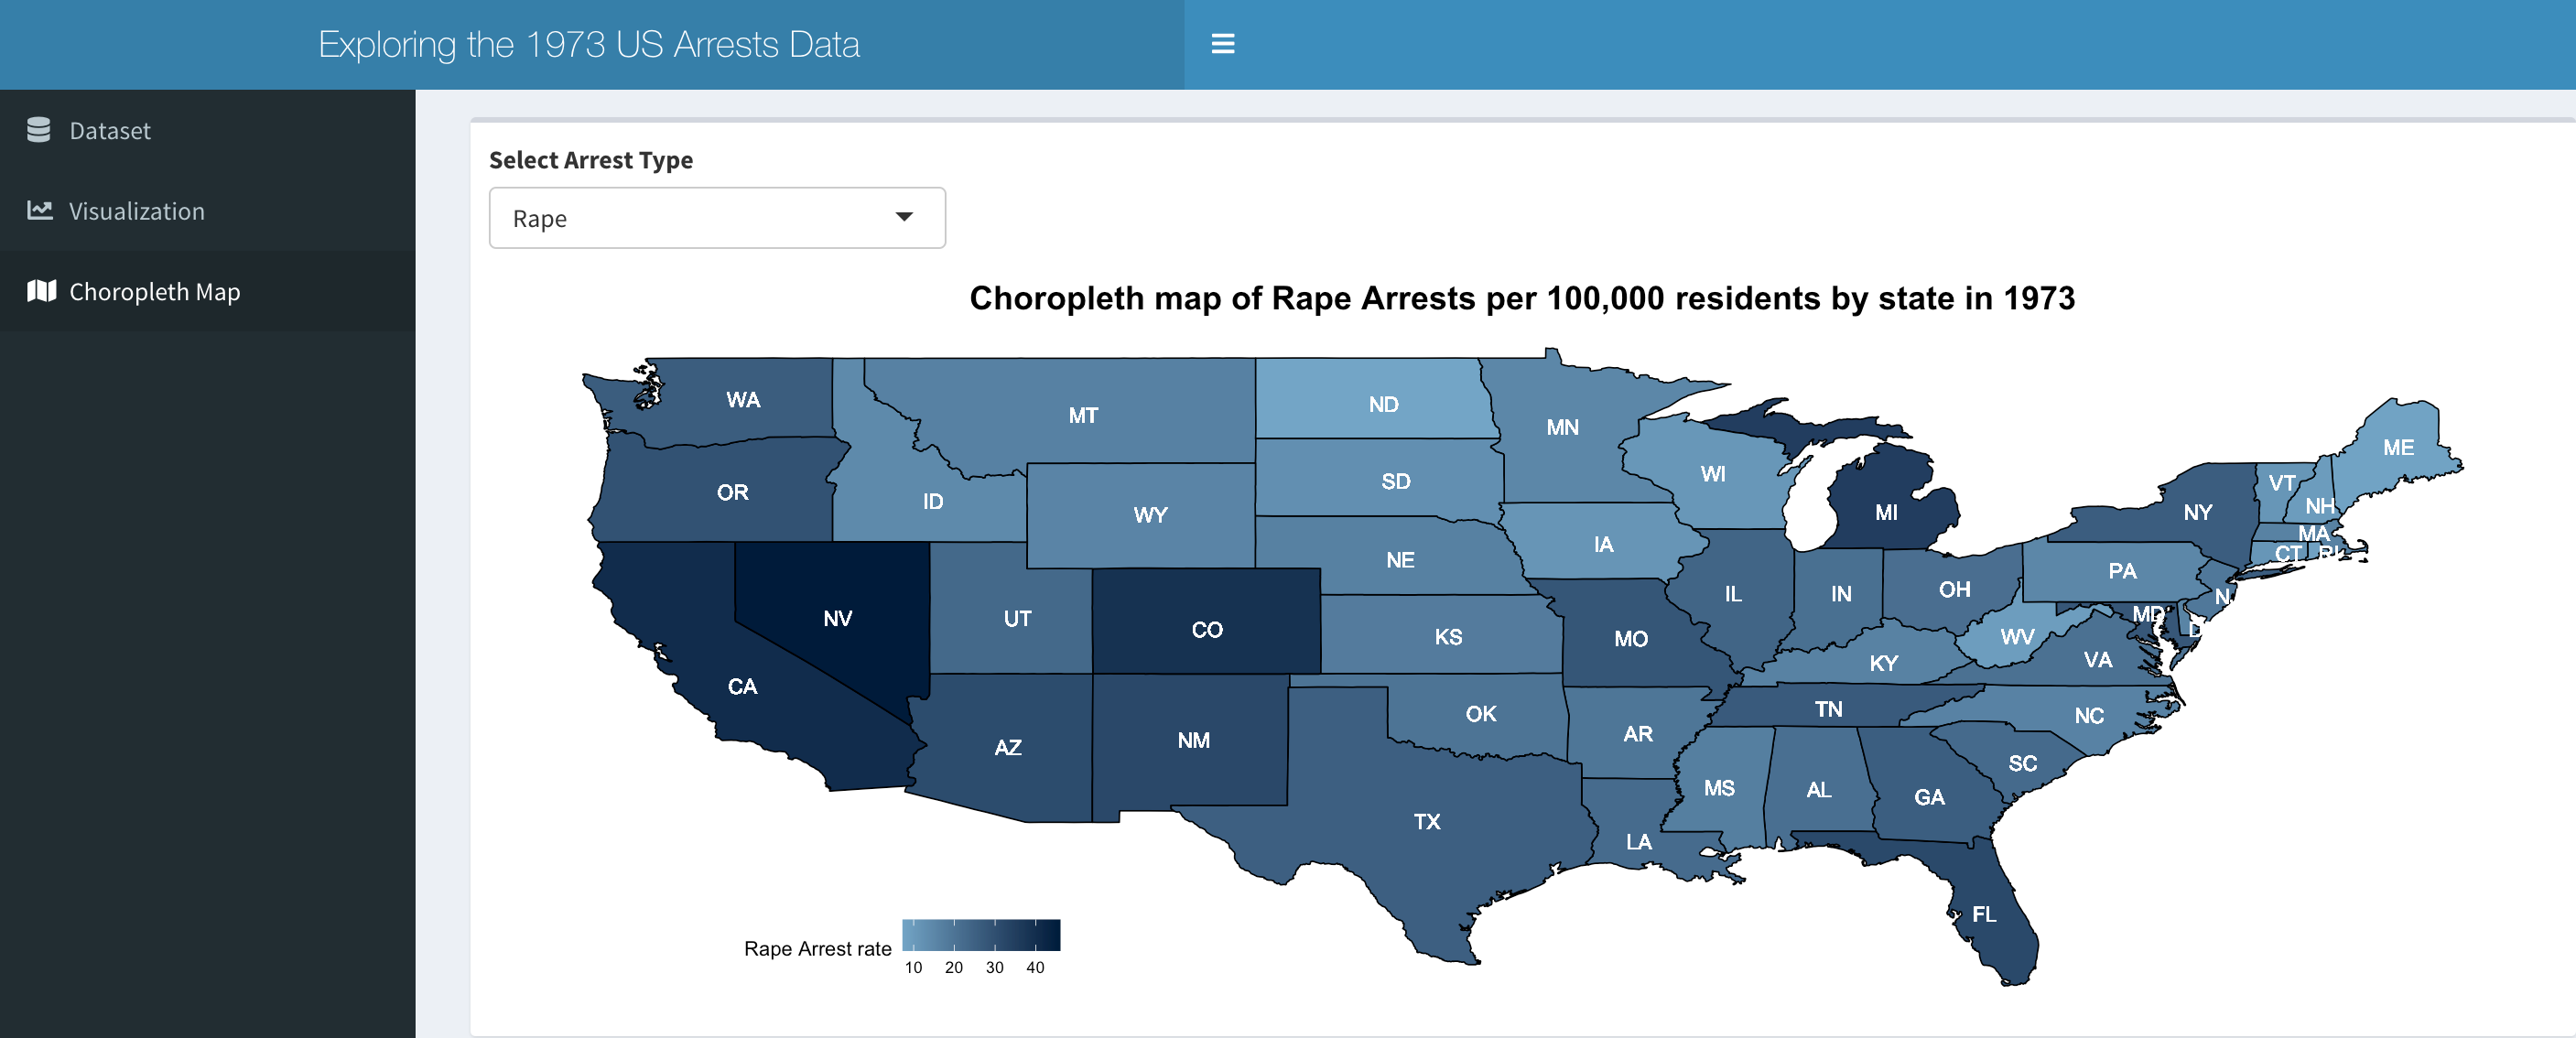 Exploring the 1973 US Arrests Data
Dataset
Visualization
Choropleth Map
Select Arrest Type
Rape
Choropleth map of Rape Arrests per 100,000 residents by state in 1973
WA
MT
ND
MN
ME
OR
ID
WY
SD
WI
MI
NY
VT
NH
MA
CT
RI
NE
IA
IL
IN
OH
PA
N
NV
UT
CO
KS
MO
KY
WV
MD
D
VA
CA
AZ
NM
OK
AR
TN
NC
TX
LA
MS
AL
GA
SC
FL
Rape Arrest rate
10 20 30 40